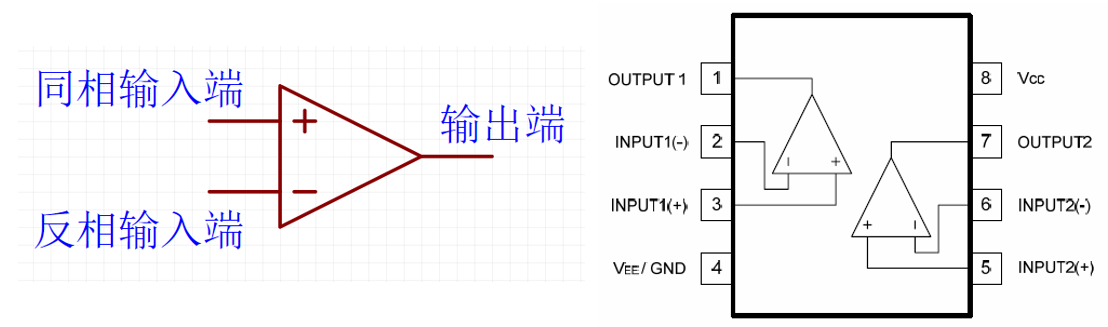 同相输入端
+
输出端
−
反相输入端
OUTPUT 1
1
8
Vcc
INPUT1(-)
2
7
OUTPUT2
- +
INPUT1(+)
3
6
INPUT2(-)
+ -
VEE/ GND
4
5
INPUT2(+)